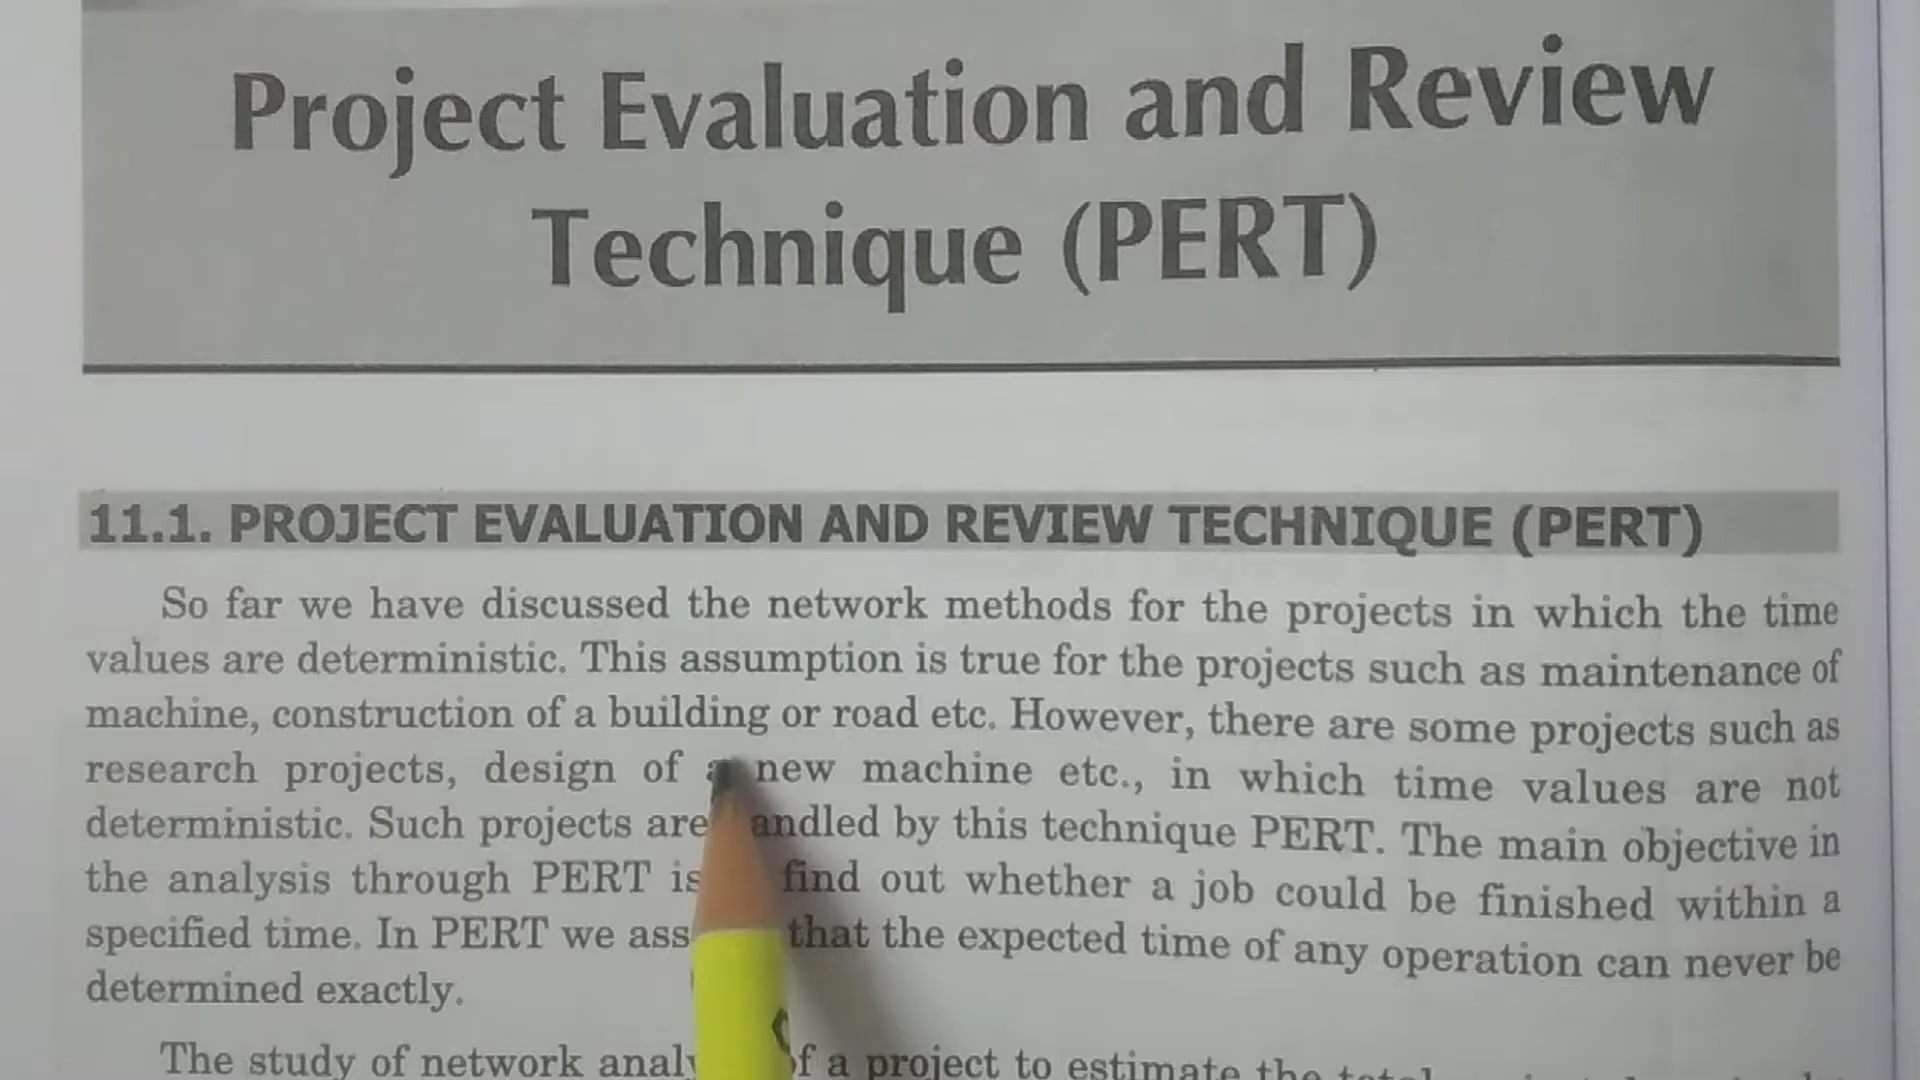 Project Evaluation and Review
Technique (PERT)
11.1. PROJECT EVALUATION AND REVIEW TECHNIQUE (PERT)
So far we have discussed the network methods for the projects in which the time
values are deterministic. This assumption is true for the projects such as maintenance of
machine, construction of a building or road etc. However, there are some projects such as
research projects, design of a new machine etc., in which time values are not
deterministic. Such projects are andled by this technique PERT. The main objective in
the analysis through PERT is find out whether a job could be finished within a
specified time. In PERT we ass that the expected time of any operation can never be
determined exactly.
The study of network of a project to estimate the